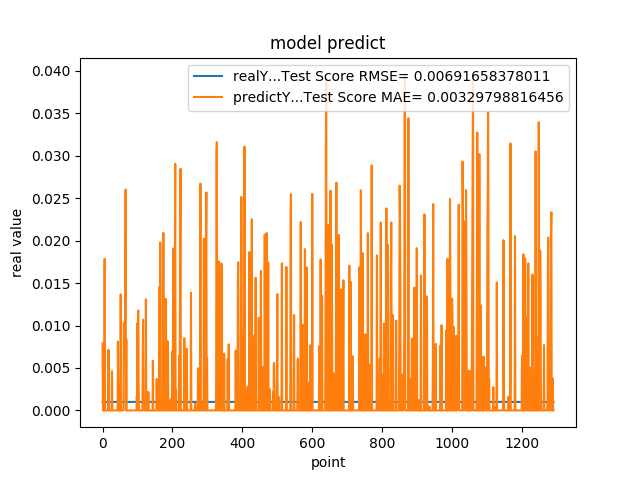 model predict
realY...Test Score RMSE= 0.00691658378011
predictY...Test Score MAE= 0.00329798816456
0.040
0.035
0.030
0.025
0.020
0.015
0.010
0.005
0.000
real value
0 200 400 600 800 1000 1200
point